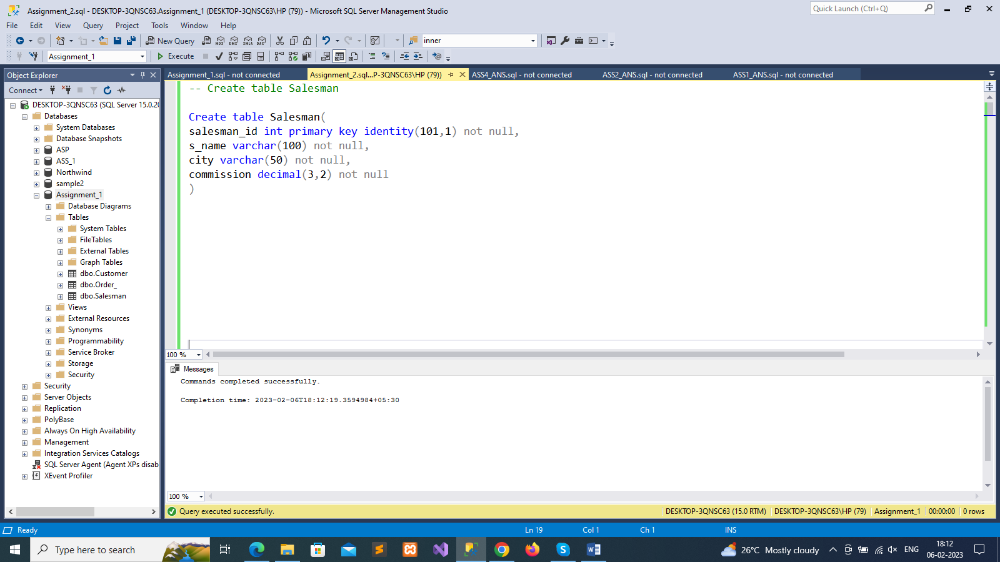 Assignment_2.sql - DESKTOP-3QNSC63.Assignment_1 (DESKTOP-3QNSC63\HP (79)) - Microsoft SQL Server Management Studio
Quick Launch (Ctrl+Q)
File Edit View Query Project Tools Window Help
New Query
MDX DMX XMLA DAX
inner
Assignment_1
Execute
Object Explorer
Connect
DESKTOP-3QNSC63 (SQL Server 15.0.20
Databases
System Databases
Database Snapshots
ASP
ASS_1
Northwind
sample2
Assignment_1
Database Diagrams
Tables
System Tables
FileTables
External Tables
Graph Tables
dbo.Customer
dbo.Order_
dbo.Salesman
Views
External Resources
Synonyms
Programmability
Service Broker
Storage
Security
Security
Server Objects
Replication
PolyBase
Always On High Availability
Management
Integration Services Catalogs
SQL Server Agent (Agent XPs disab
XEvent Profiler
Assignment_1.sql - not connected
Assignment_2.sql...P-3QNSC63\HP (79))
ASS4_ANS.sql - not connected
ASS2_ANS.sql - not connected
ASS1_ANS.sql - not connected
-- Create table Salesman
Create table Salesman(
salesman_id int primary key identity(101,1) not null,
s_name varchar(100) not null,
city varchar(50) not null,
commission decimal(3,2) not null
)
100 %
Messages
Commands completed successfully.
Completion time: 2023-02-06T18:12:19.3594984+05:30
100 %
Query executed successfully.
DESKTOP-3QNSC63 (15.0 RTM)
DESKTOP-3QNSC63\HP (79)
Assignment_1
00:00:00
0 rows
Ready
Ln 19
Col 1
Ch 1
INS
Type here to search
26°C Mostly cloudy
ENG
18:12
06-02-2023